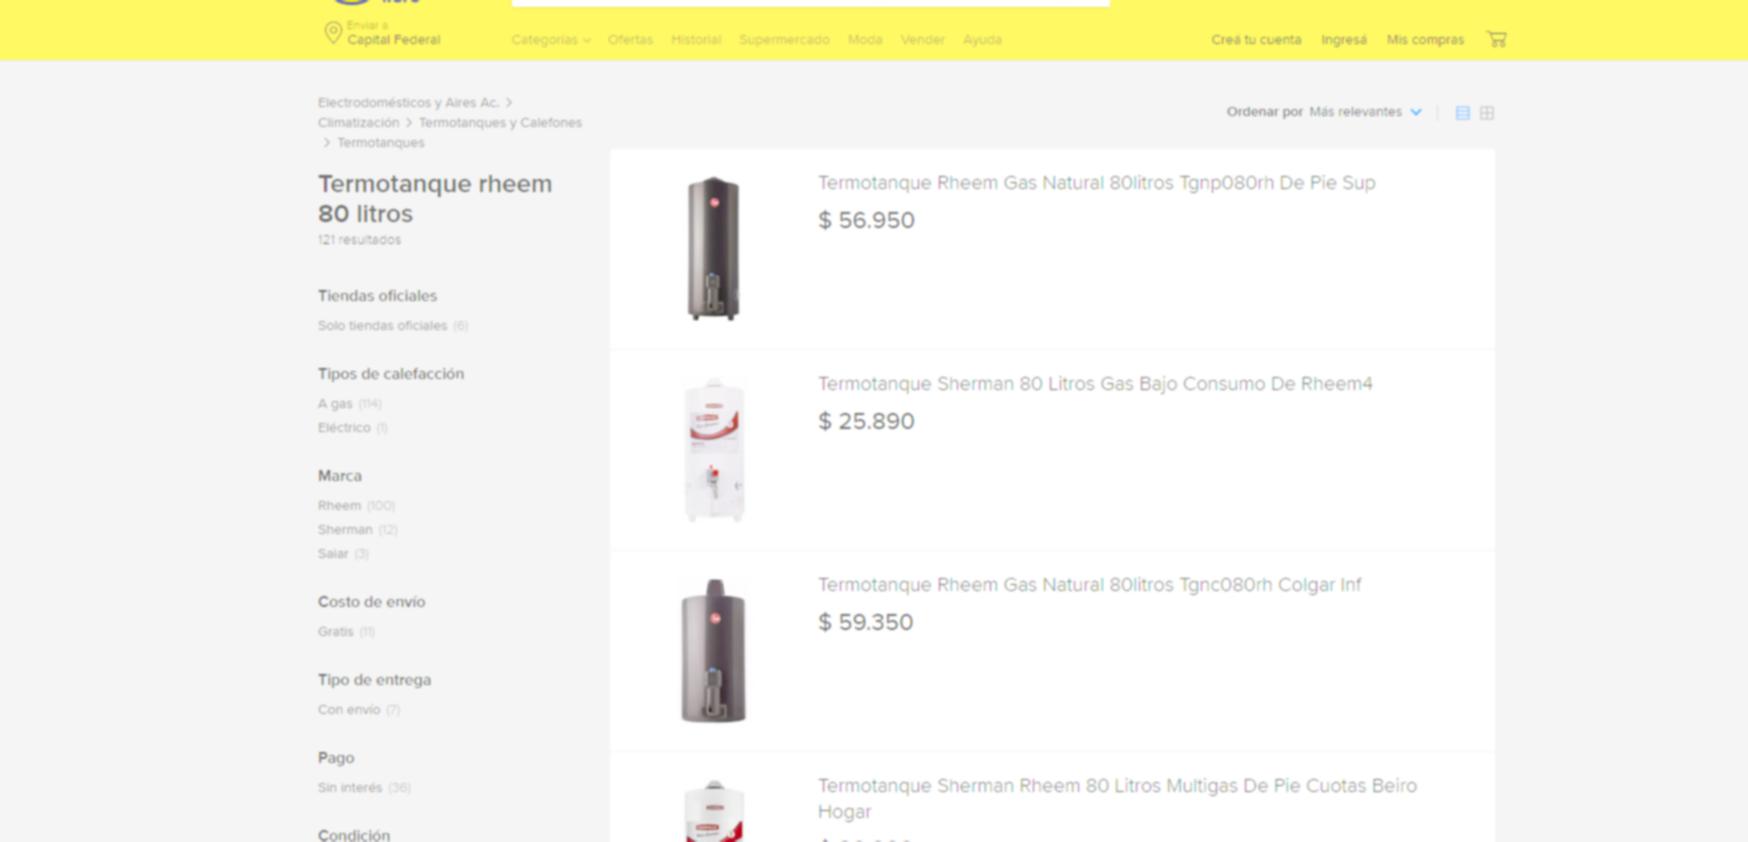 Enviar a
Capital Federal
Categorías
Ofertas
Historial
Supermercado
Moda
Vender
Ayuda
Creá tu cuenta
Ingresá
Mis compras
Electrodomésticos y Aires Ac. >
Climatización > Termotanques y Calefones
> Termotanques
Ordenar por Más relevantes
Termotanque rheem
80 litros
121 resultados
Tiendas oficiales
Solo tiendas oficiales (6)
Tipos de calefacción
A gas (114)
Eléctrico (1)
Marca
Rheem (100)
Sherman (12)
Saiar (3)
Costo de envío
Gratis (11)
Tipo de entrega
Con envío (7)
Pago
Sin interés (36)
Condición
Termotanque Rheem Gas Natural 80litros Tgnp080rh De Pie Sup
$ 56.950
Termotanque Sherman 80 Litros Gas Bajo Consumo De Rheem4
$ 25.890
Termotanque Rheem Gas Natural 80litros Tgnc080rh Colgar Inf
$ 59.350
Termotanque Sherman Rheem 80 Litros Multigas De Pie Cuotas Beiro
Hogar